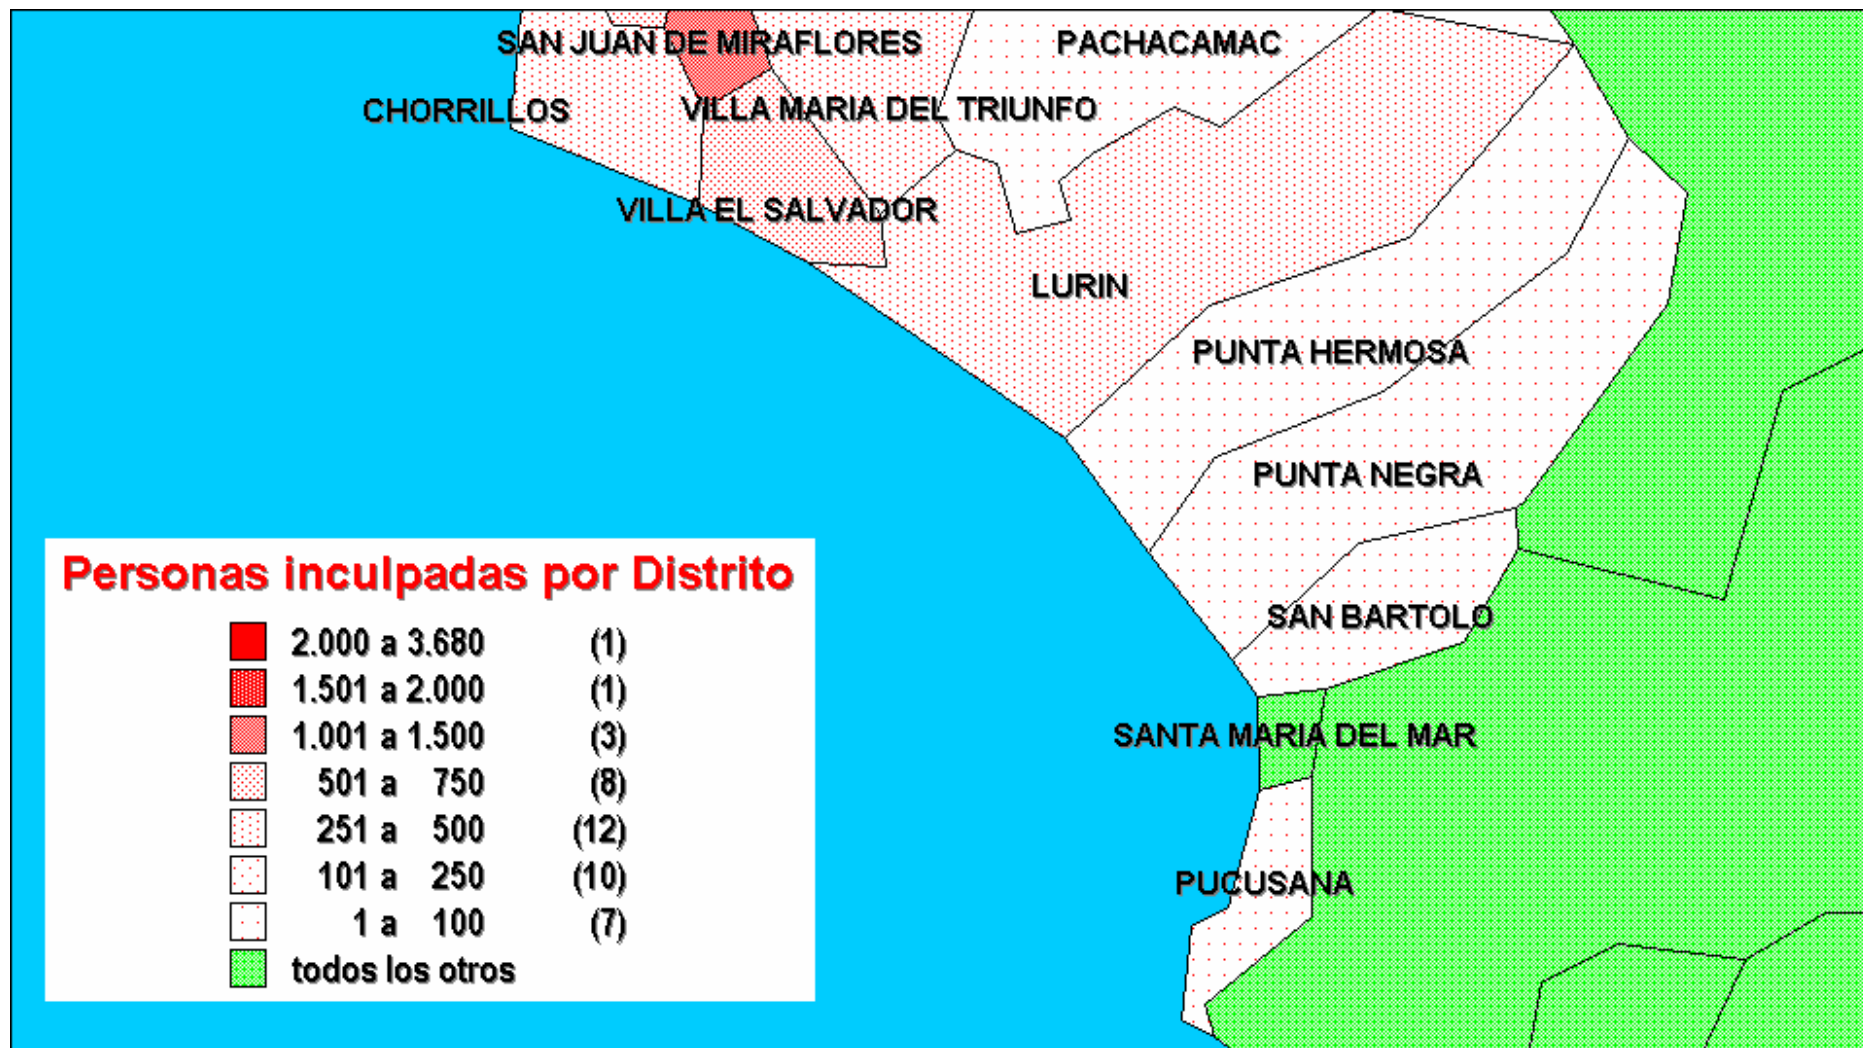 SAN JUAN DE MIRAFLORES
PACHACAMAC
CHORRILLOS
VILLA MARIA DEL TRIUNFO
VILLA EL SALVADOR
LURIN
PUNTA HERMOSA
PUNTA NEGRA
SAN BARTOLO
SANTA MARIA DEL MAR
PUCUSANA
Personas inculpadas por Distrito
2.000 a 3.680 (1)
1.501 a 2.000 (1)
1.001 a 1.500 (3)
501 a 750 (8)
251 a 500 (12)
101 a 250 (10)
1 a 100 (7)
todos los otros